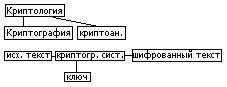 Криптология
Криптография криптоан.
исх. текст криптогр. сист. шифрованный текст
ключ